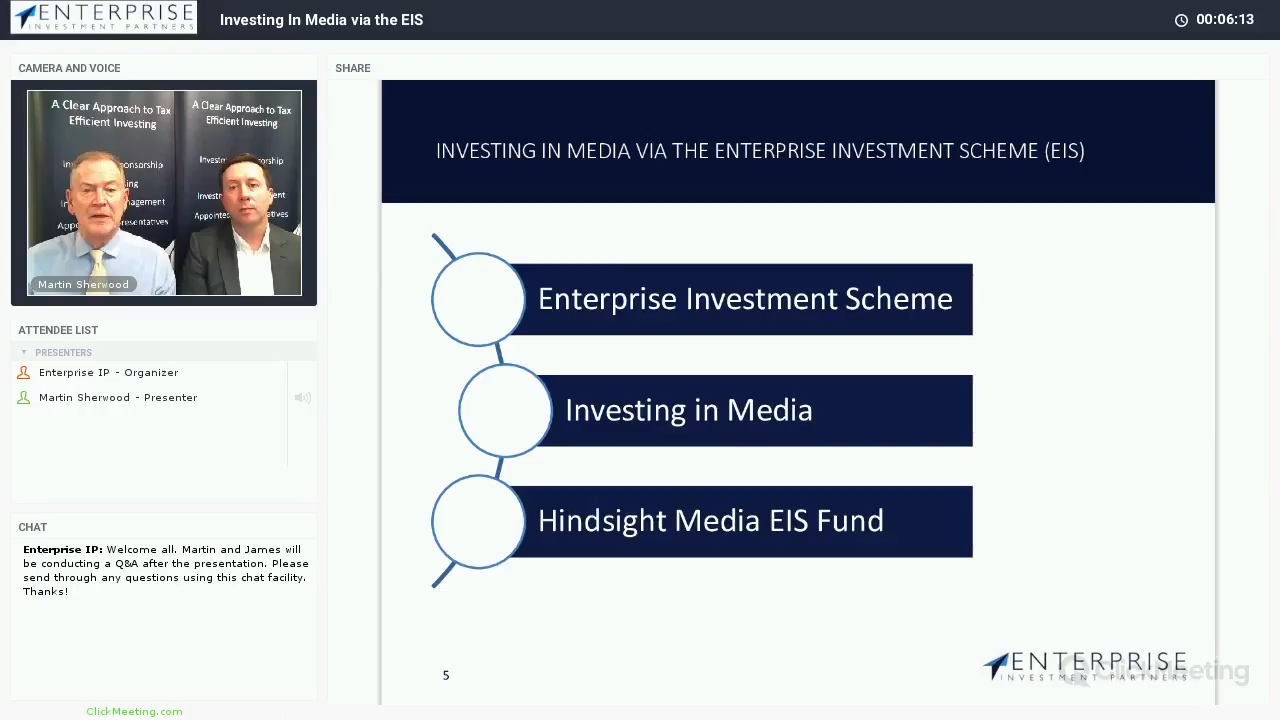 ENTERPRISE
INVESTMENT PARTNERS
Investing In Media via the EIS
00:06:13
CAMERA AND VOICE
A Clear Approach to Tax
Efficient Investing
A Clear Approach to Tax
Efficient Investing
Martin Sherwood
ATTENDEE LIST
PRESENTERS
Enterprise IP - Organizer
Martin Sherwood - Presenter
CHAT
Enterprise IP: Welcome all. Martin and James will
be conducting a Q&A after the presentation. Please
send through any questions using this chat facility.
Thanks!
ClickMeeting.com
SHARE
INVESTING IN MEDIA VIA THE ENTERPRISE INVESTMENT SCHEME (EIS)
Enterprise Investment Scheme
Investing in Media
Hindsight Media EIS Fund
5
ENTERPRISE
INVESTMENT PARTNERS
ClickMeeting